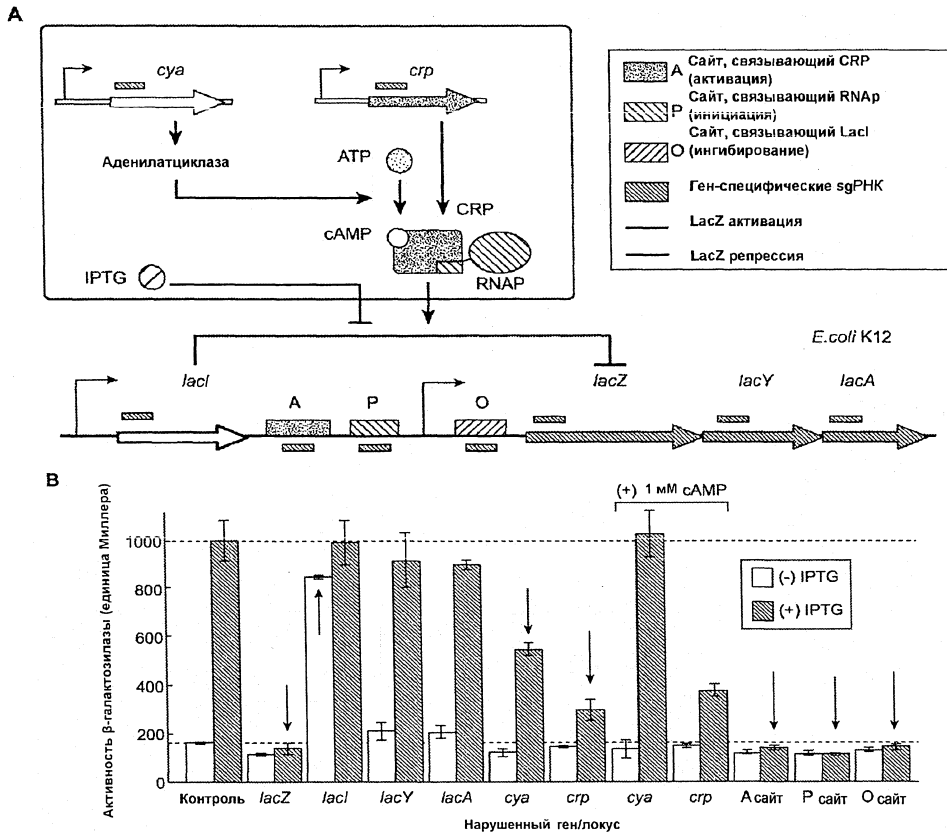 A
cya
crp
Аденилатциклаза
ATP
CRP
cAMP
RNAP
IPTG
A
Сайт, связывающий CRP
(активация)
P
Сайт, связывающий RNAp
(инициация)
Сайт, связывающий LacI
O
(ингибирование)
Ген-специфические sgРНК
LacZ активация
LacZ репрессия
E.coli K12
lacI
A
P
O
lacZ
lacY
lacA
B
(+) 1 мМ cAMP
Активность β-галактозилазы (единица Миллера)
1000
800
600
400
200
0
(-) IPTG
(+) IPTG
Контроль
lacZ
lacI
lacY
lacA
cya
crp
cya
crp
A сайт
P сайт
O сайт
Нарушенный ген/локус